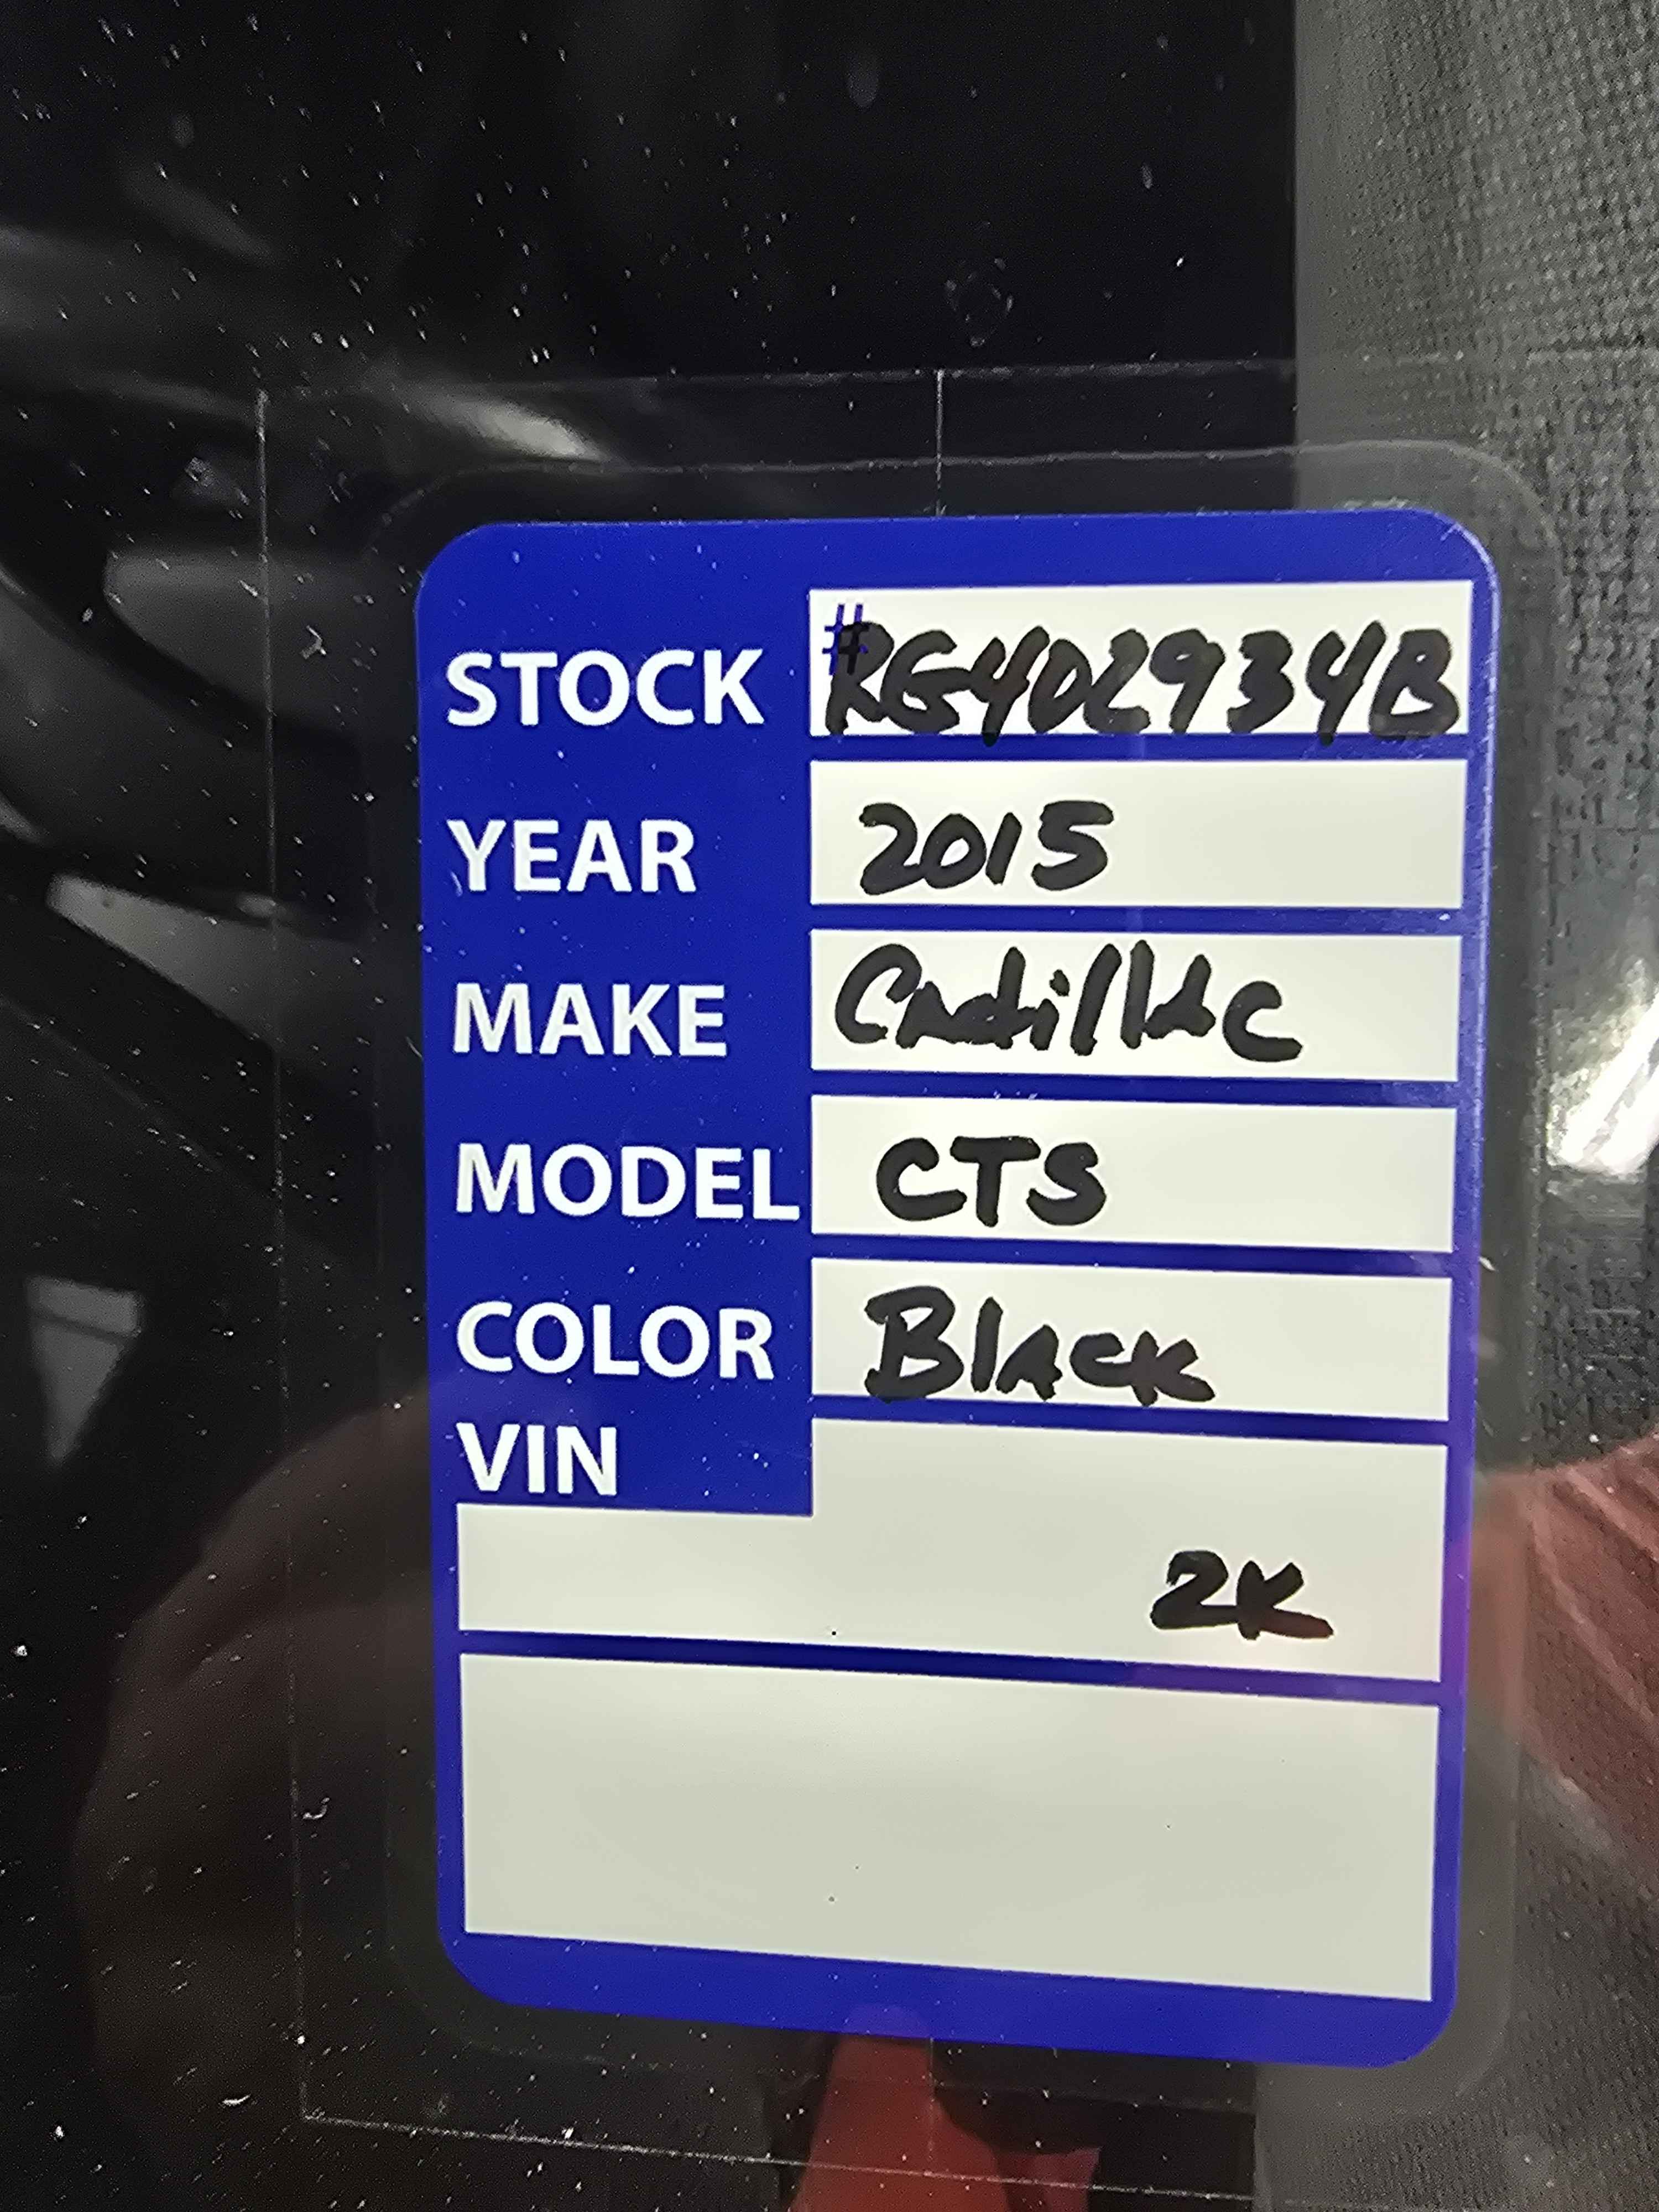 STOCK #RG402934B
YEAR 2015
MAKE Cadillac
MODEL CTS
COLOR Black
VIN
2K